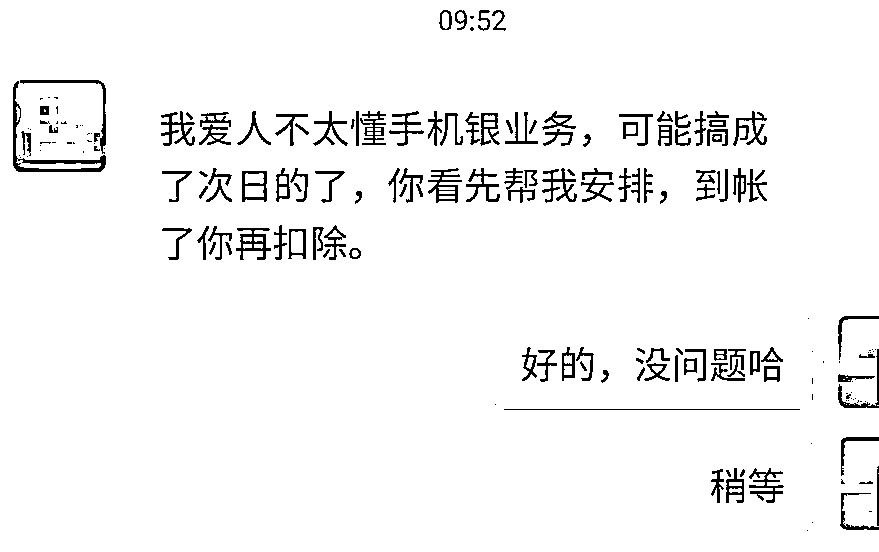 09:52
我爱人不太懂手机银业务，可能搞成
了次日的了，你看先帮我安排，到帐
了你再扣除。
好的，没问题哈
稍等